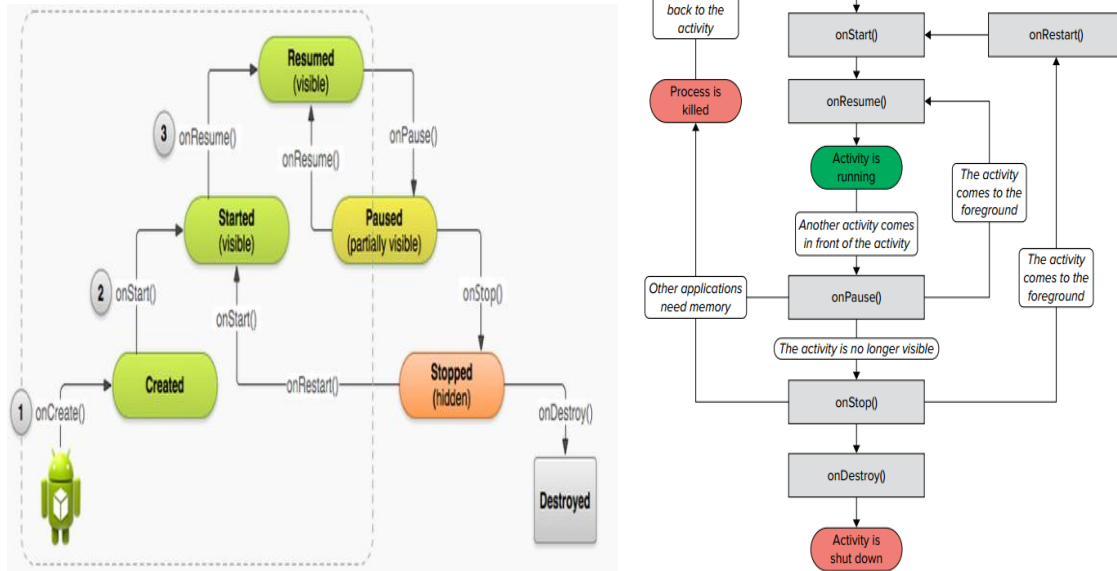 Resumed
(visible)
3
onResume()
onPause()
onResume()
Started
(visible)
Paused
(partially visible)
2
onStart()
onStart()
onStop()
Created
onRestart()
Stopped
(hidden)
1
onCreate()
onDestroy()
Destroyed
back to the
activity
onStart()
onRestart()
Process is
killed
onResume()
Activity is
running
The activity
comes to the
foreground
Another activity comes
in front of the activity
The activity
comes to the
foreground
Other applications
need memory
onPause()
The activity is no longer visible
onStop()
onDestroy()
Activity is
shut down